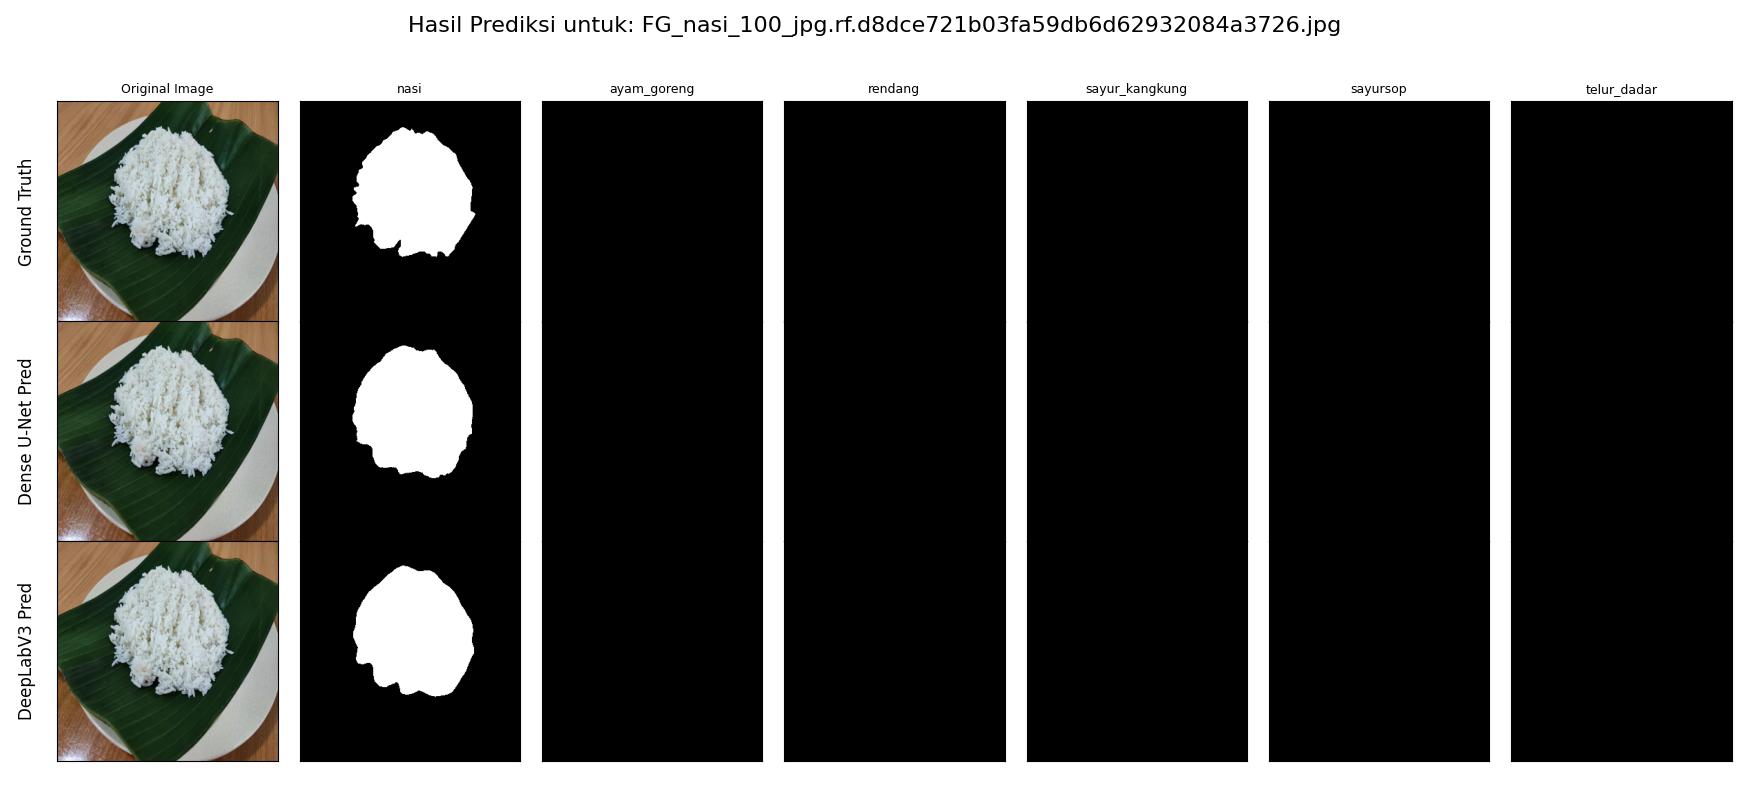 Hasil Prediksi untuk: FG_nasi_100_jpg.rf.d8dce721b03fa59db6d62932084a3726.jpg
Original Image
nasi
ayam_goreng
rendang
sayur_kangkung
sayursop
telur_dadar
Ground Truth
Dense U-Net Pred
DeepLabV3 Pred